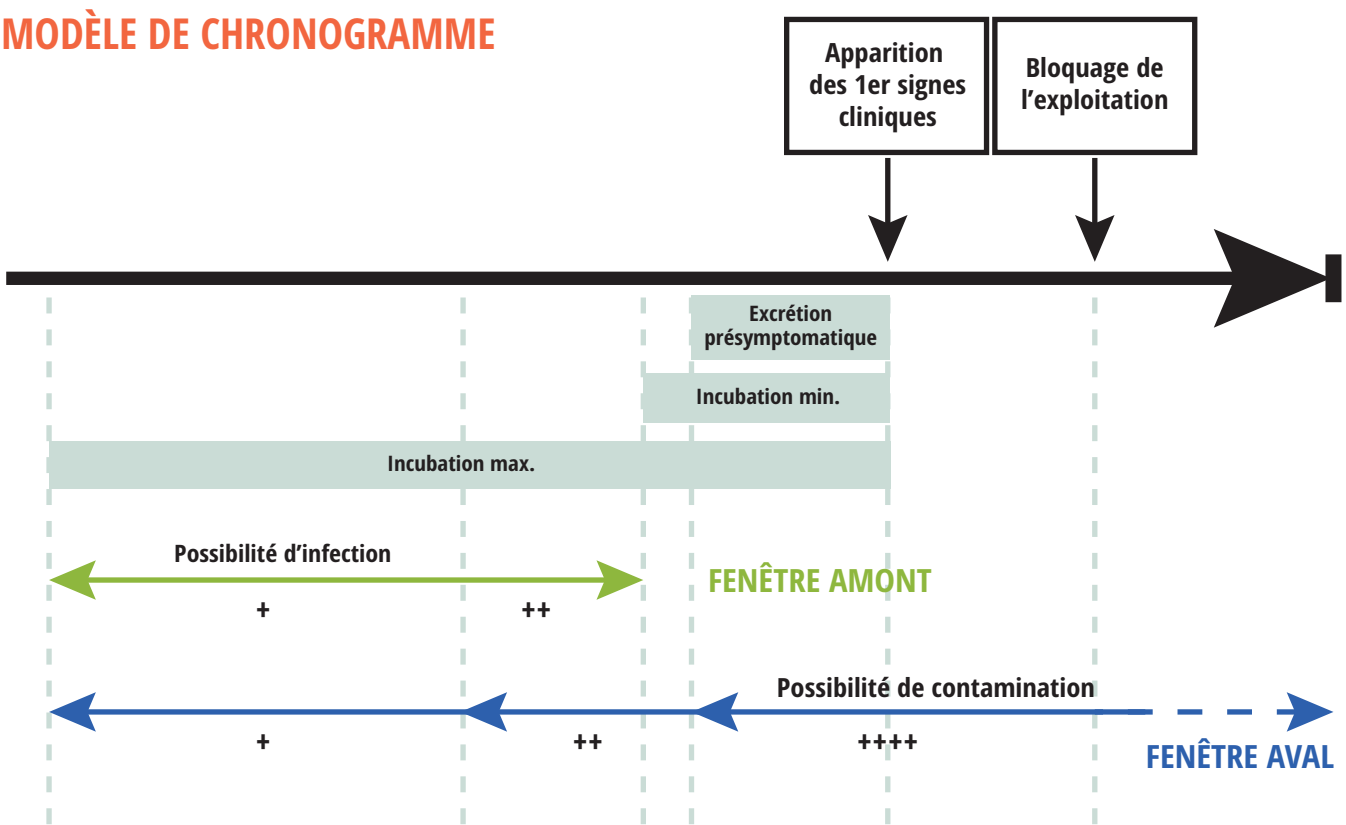 MODÈLE DE CHRONOGRAMME
Apparition
des 1er signes
cliniques
Bloquage de
l'exploitation
Excrétion
présymptomatique
Incubation min.
Incubation max.
Possibilité d'infection
FENÊTRE AMONT
+
++
Possibilité de contamination
+
++
++++
FENÊTRE AVAL